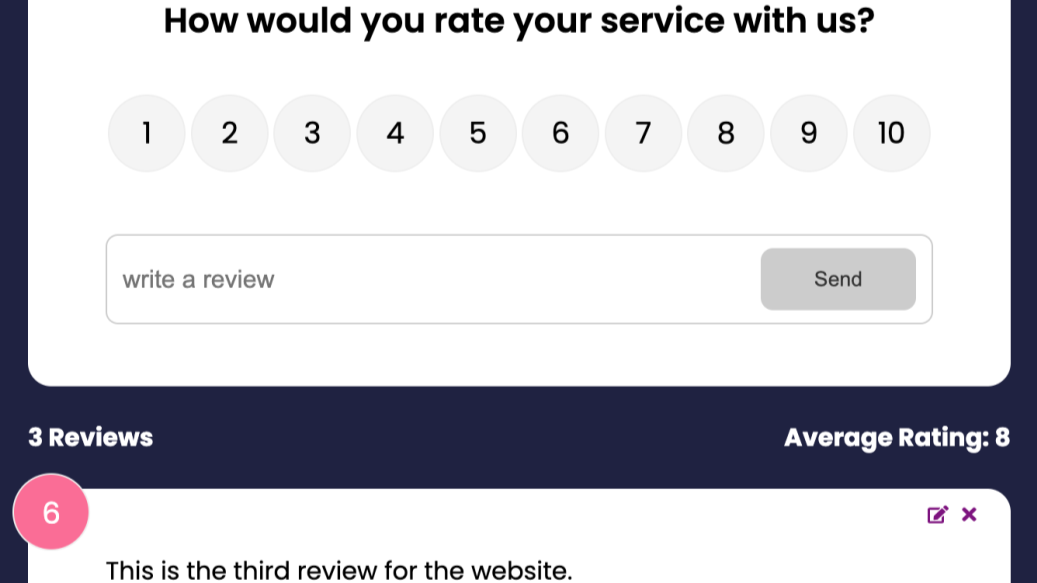 How would you rate your service with us?
1 2 3 4 5 6 7 8 9 10
write a review Send
3 Reviews Average Rating: 8
6
This is the third review for the website.